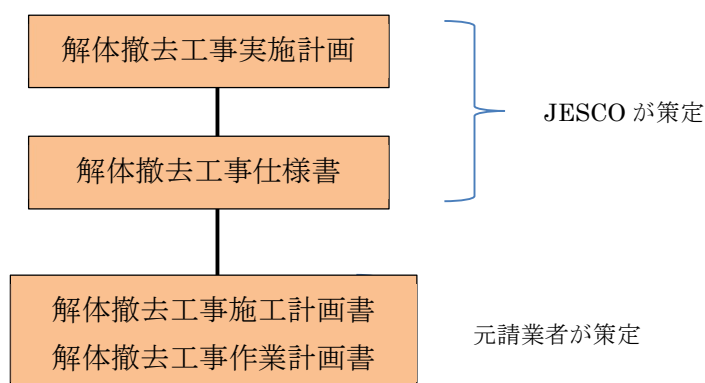 解体撤去工事実施計画
JESCO が策定
解体撤去工事仕様書
解体撤去工事施工計画書
解体撤去工事作業計画書
元請業者が策定